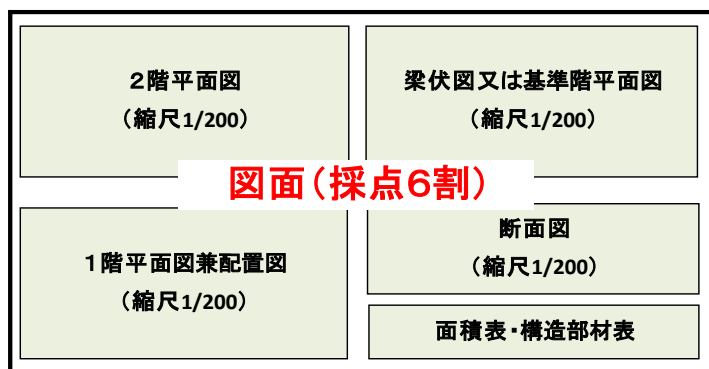 2階平面図
(縮尺1/200)
梁伏図又は基準階平面図
(縮尺1/200)
図面(採点6割)
1階平面図兼配置図
(縮尺1/200)
断面図
(縮尺1/200)
面積表・構造部材表